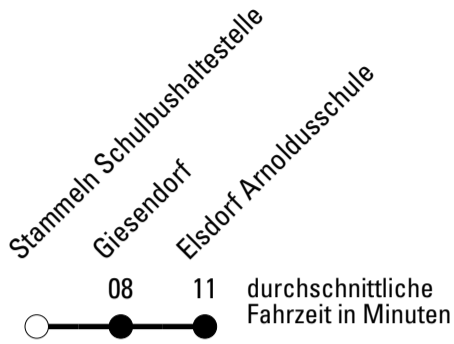 Stammeln Schulbushaltestelle
Giesendorf
Elsdorf Arnoldusschule
08 11 durchschnittliche
Fahrzeit in Minuten